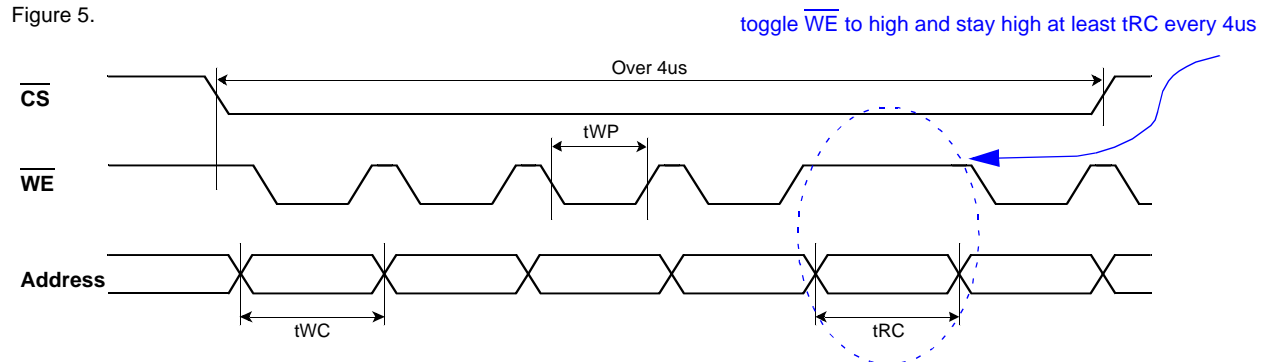 Figure 5.
toggle WE to high and stay high at least tRC every 4us
Over 4us
CS
tWP
WE
Address
tWC
tRC